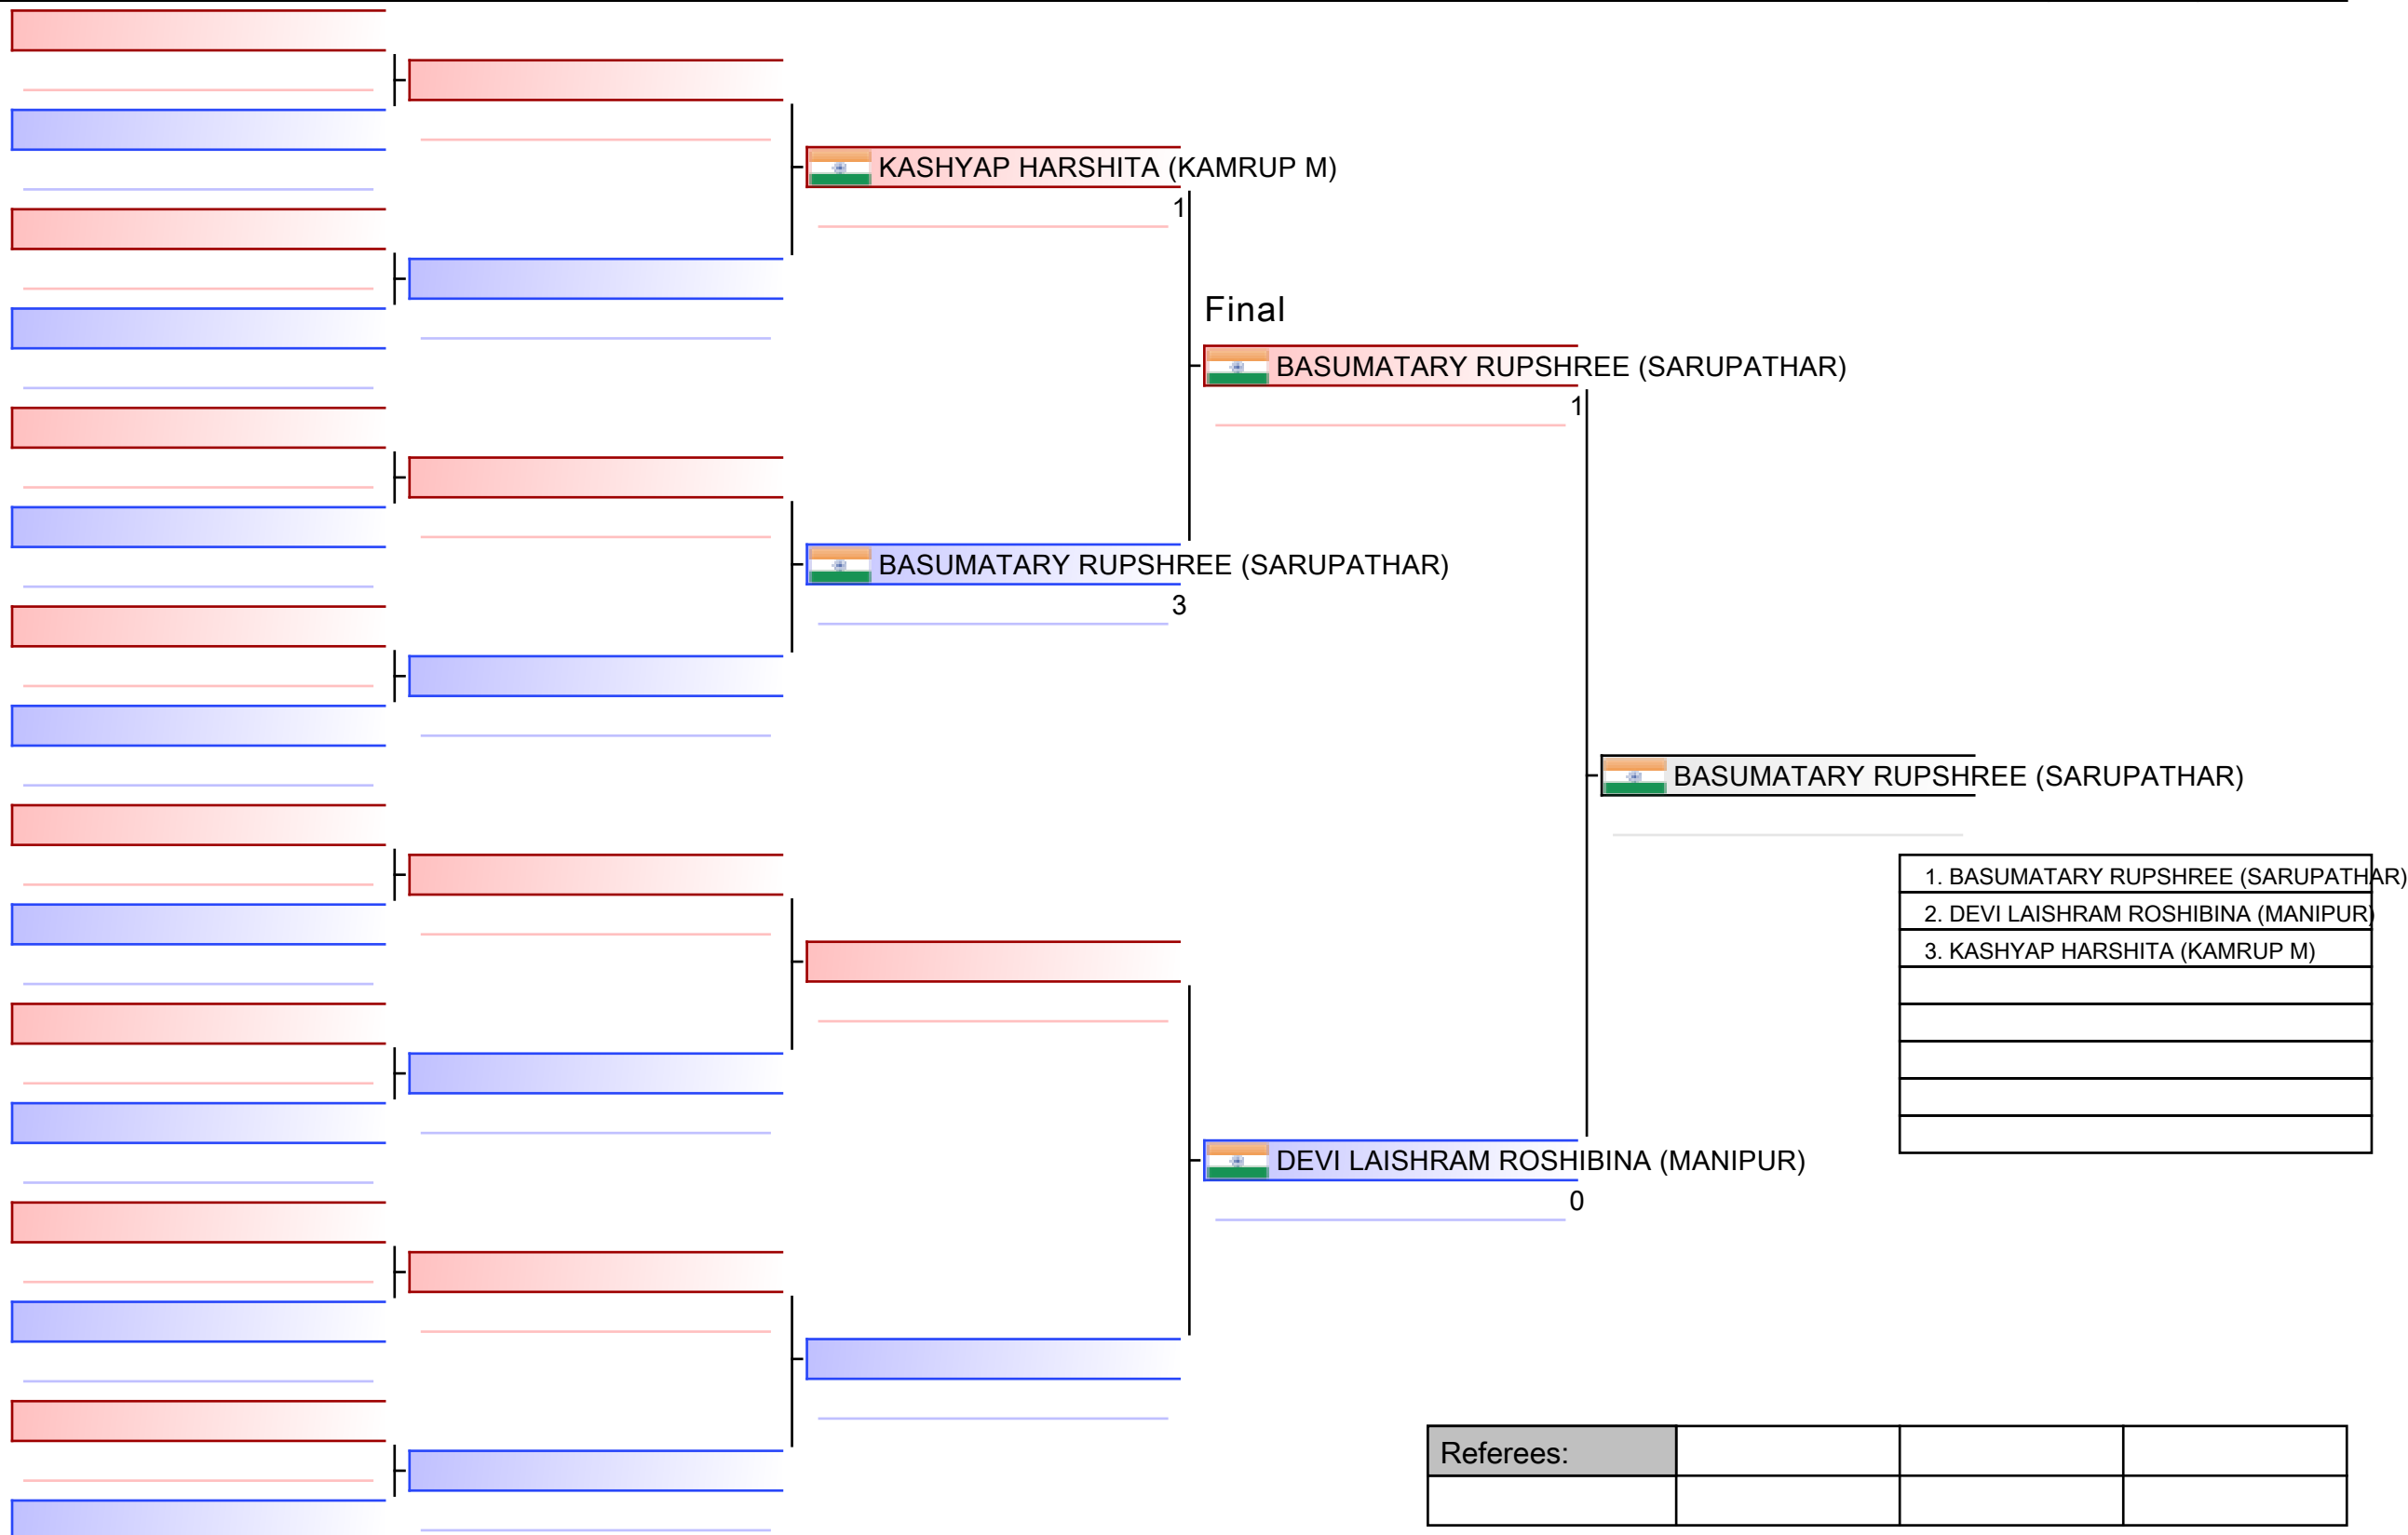 KASHYAP HARSHITA (KAMRUP M)
1
Final
BASUMATARY RUPSHREE (SARUPATHAR)
1
BASUMATARY RUPSHREE (SARUPATHAR)
3
BASUMATARY RUPSHREE (SARUPATHAR)
1. BASUMATARY RUPSHREE (SARUPATHAR)
2. DEVI LAISHRAM ROSHIBINA (MANIPUR)
3. KASHYAP HARSHITA (KAMRUP M)
DEVI LAISHRAM ROSHIBINA (MANIPUR)
0
Referees: